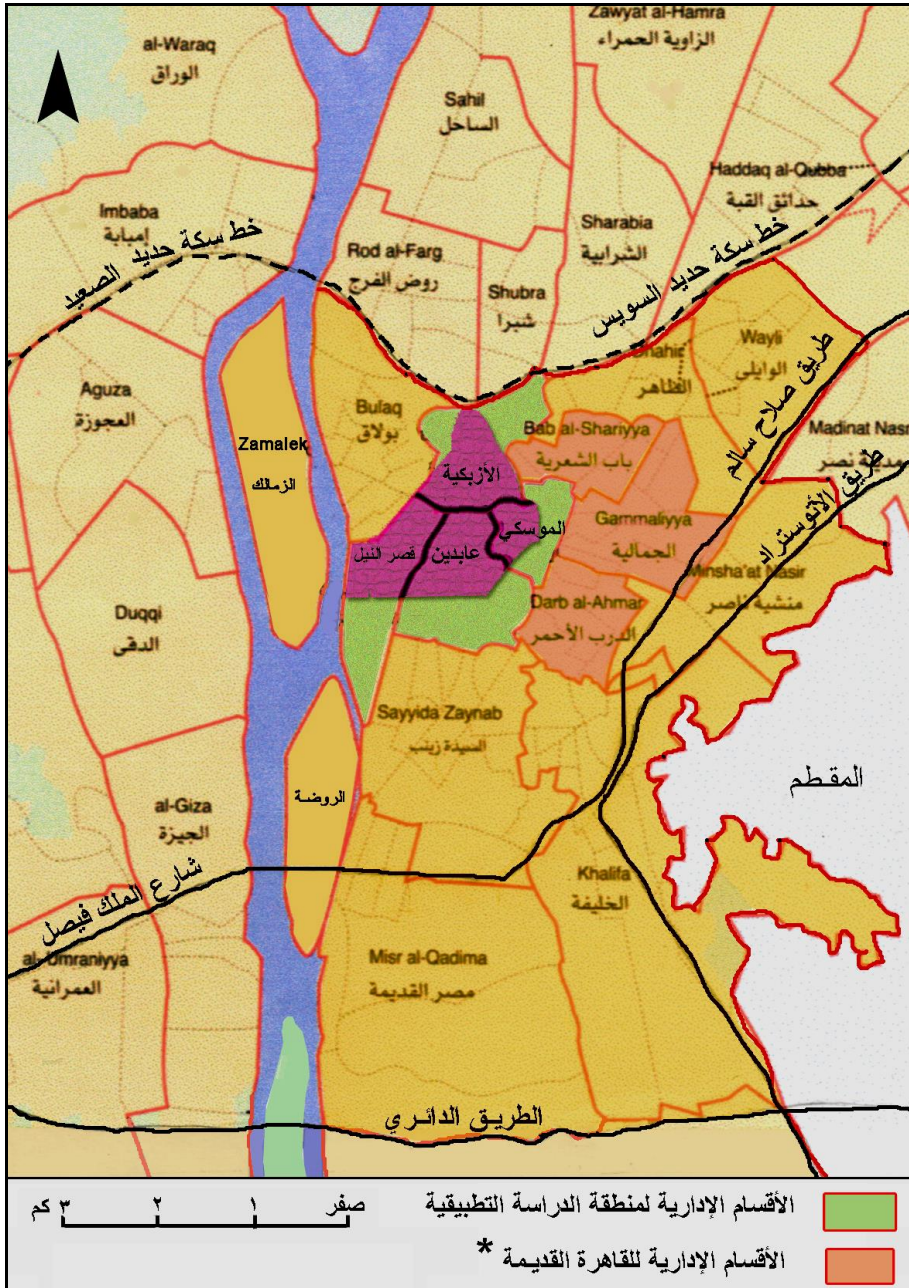 Zawyat al-Hamra
الزاوية الحمراء
al-Waraq
الوراق
Sahil
الساحل
Haddaq al-Qubba
حدائق القبة
Imbaba
إمبابة
خط سكة حديد الصعيد
Rod al-Farg
روض الفرج
Sharabia
الشرابية
خط سكة حديد السويس
Shubra
شبرا
Wayli
الوايلى
الظاهر
طريق صلاح سالم
Aguza
العجوزة
Bulaq
بولاق
Zamalek
الزمالك
Bab al-Shariyya
باب الشعرية
Madinat Nasr
مدينة نصر
طريق الأتوستراد
الأزبكية
الموسكي
عابدين
قصر النيل
Gammaliyya
الجمالية
Minsha'at Nasir
منشية ناصر
Darb al-Ahmar
الدرب الأحمر
Duqqi
الدقى
Sayyida Zaynab
السيدة زينب
المقطم
الروضة
al-Giza
الجيزة
شارع الملك فيصل
Khalifa
الخليفة
al-Umraniyya
العمرانية
Misr al-Qadima
مصر القديمة
الطريق الدائري
صفر ١ ٢ ٣ كم
الأقسام الإدارية لمنطقة الدراسة التطبيقية
الأقسام الإدارية للقاهرة القديمة *